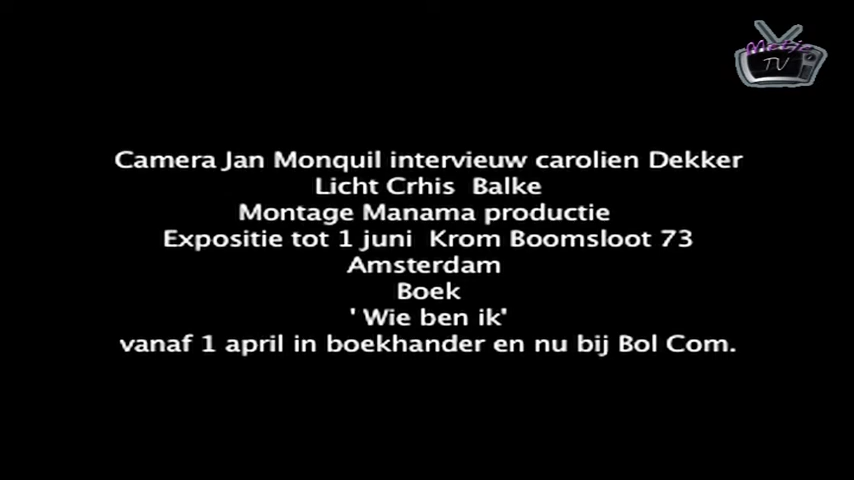 TV
Camera Jan Monquil intervieuw carolien Dekker
Licht Crhis Balke
Montage Manama productie
Expositie tot 1 juni Krom Boomsloot 73
Amsterdam
Boek
' Wie ben ik'
vanaf 1 april in boekhander en nu bij Bol Com.